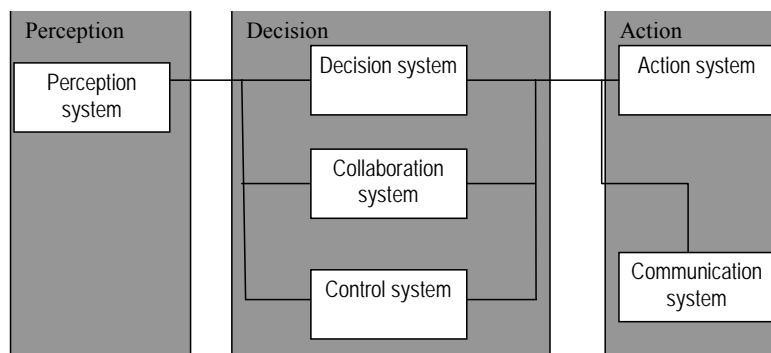 Perception
Perception
system
Decision
Decision system
Collaboration
system
Control system
Action
Action system
Communication
system